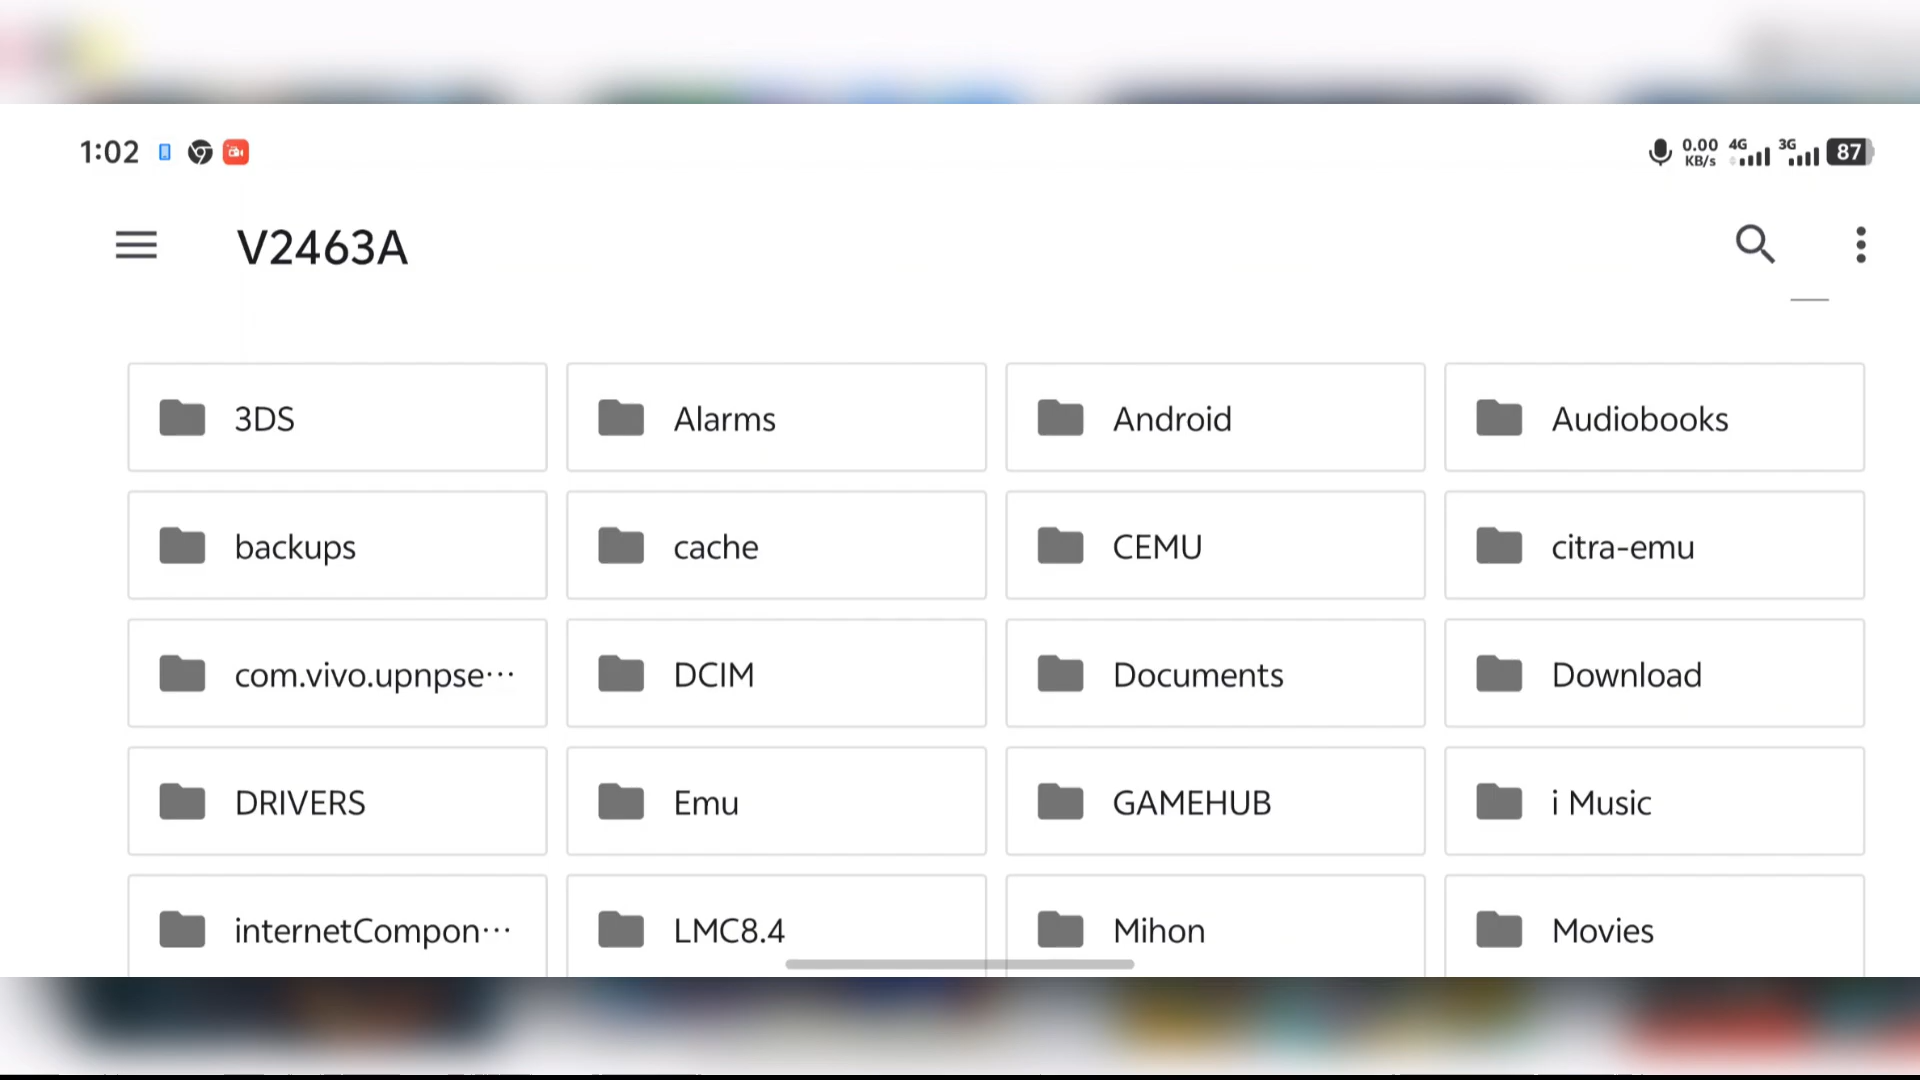 1:02 0.00 KB/s 4G 3G 87
V2463A
3DS Alarms Android Audiobooks
backups cache CEMU citra-emu
com.vivo.upnpse··· DCIM Documents Download
DRIVERS Emu GAMEHUB i Music
internetCompon··· LMC8.4 Mihon Movies